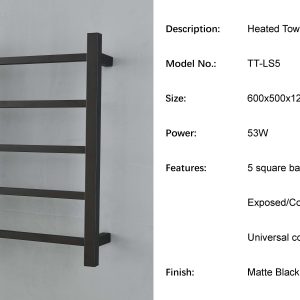 Description: Heated Tow
Model No.: TT-LS5
Size: 600x500x12
Power: 53W
Features: 5 square ba
Exposed/Co
Universal co
Finish: Matte Black